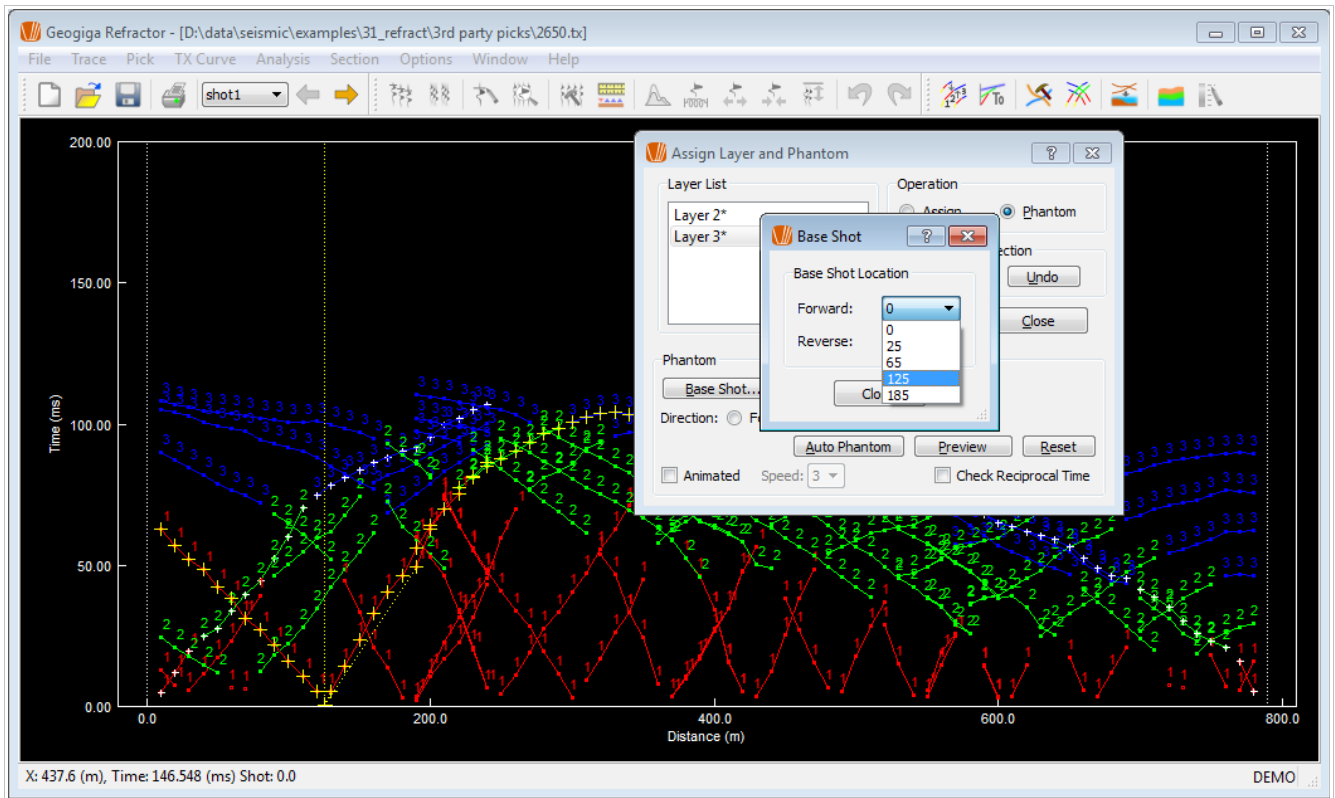 Geogiga Refractor - [D:\data\seismic\examples\31_refract\3rd party picks\2650.tx]
File Trace Pick TX Curve Analysis Section Options Window Help
shot1
Assign Layer and Phantom
Layer List
Layer 2*
Layer 3*
Operation
Assign
Phantom
Undo
Close
Base Shot
Base Shot Location
Forward: 0
0
25
65
125
185
Reverse:
Phantom
Base Shot...
Direction:
Auto Phantom Preview Reset
Animated Speed: 3 Check Reciprocal Time
200.00
150.00
100.00
50.00
0.00
Time (ms)
0.0 200.0 400.0 600.0 800.0
Distance (m)
X: 437.6 (m), Time: 146.548 (ms) Shot: 0.0 DEMO